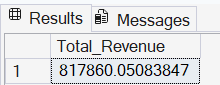 Results Messages
Total_Revenue
1 817860.05083847